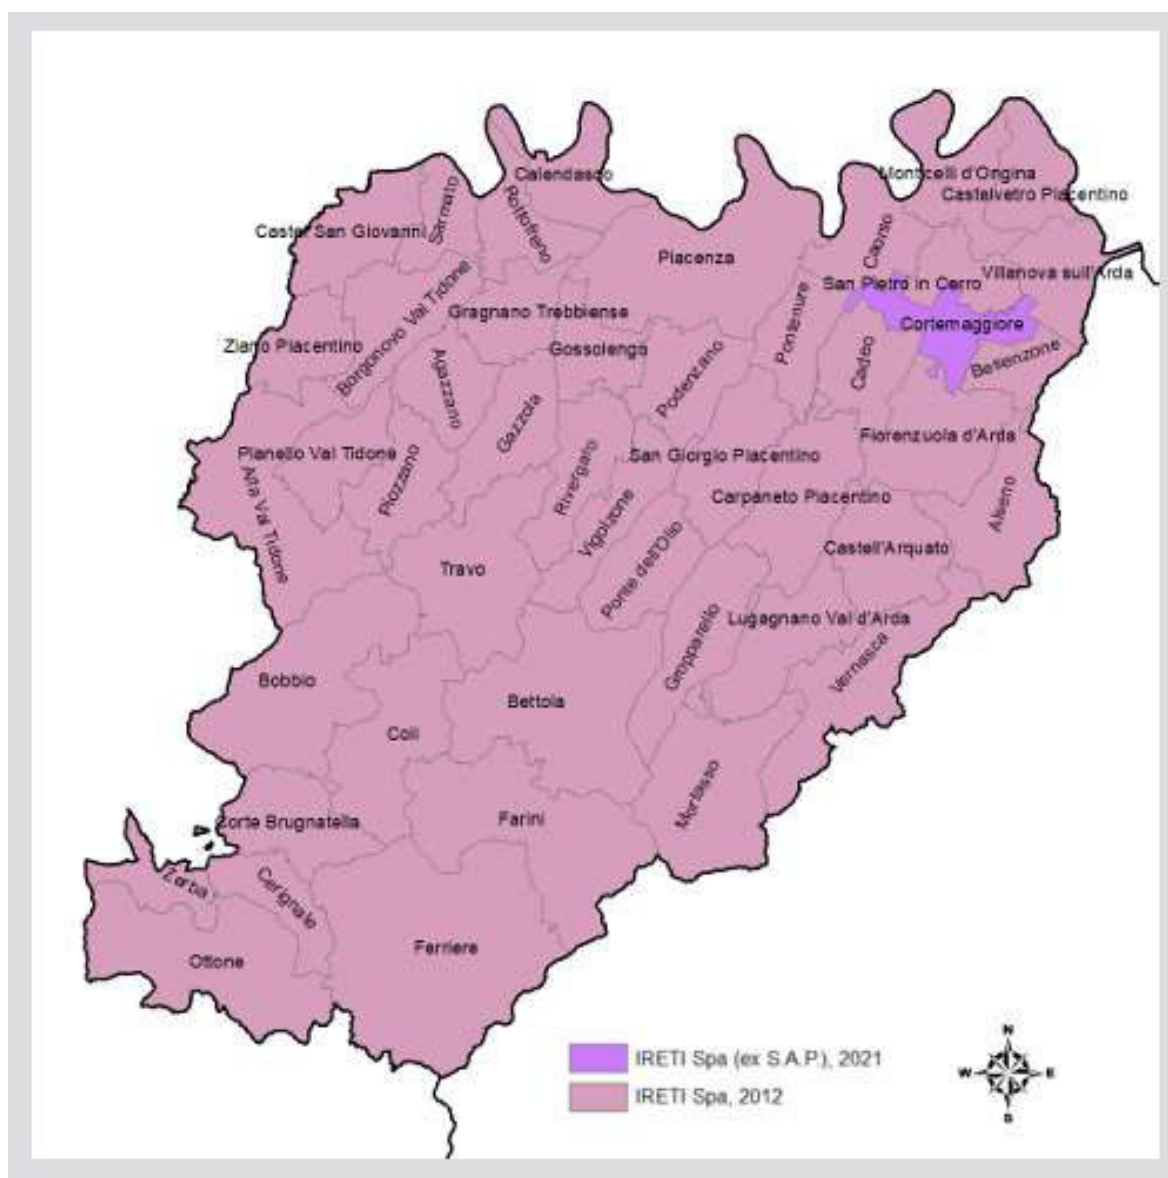 Monticelli d'Ongina
Calendasco
Castelvetro Piacentino
Sarmato
Rottofreno
Castel San Giovanni
Caorso
Piacenza
Villanova sull'Arda
San Pietro in Cerro
Borgonovo Val Tidone
Gragnano Trebbiense
Pontenure
Cortemaggiore
Ziano Piacentino
Gossolengo
Besenzone
Agazzano
Podenzano
Cadeo
Gazzola
Fiorenzuola d'Arda
Pianello Val Tidone
San Giorgio Piacentino
Piozzano
Rivergaro
Carpaneto Piacentino
Alseno
Alta Val Tidone
Vigolzone
Castell'Arquato
Travo
Ponte dell'Olio
Lugagnano Val d'Arda
Gropparello
Vernasca
Bobbio
Bettola
Coli
Morfasso
Corte Brugnatella
Farini
Zerba
Cerignale
Ferriere
Ottone
N
W E
S
IRETI Spa (ex S.A.P.), 2021
IRETI Spa, 2012